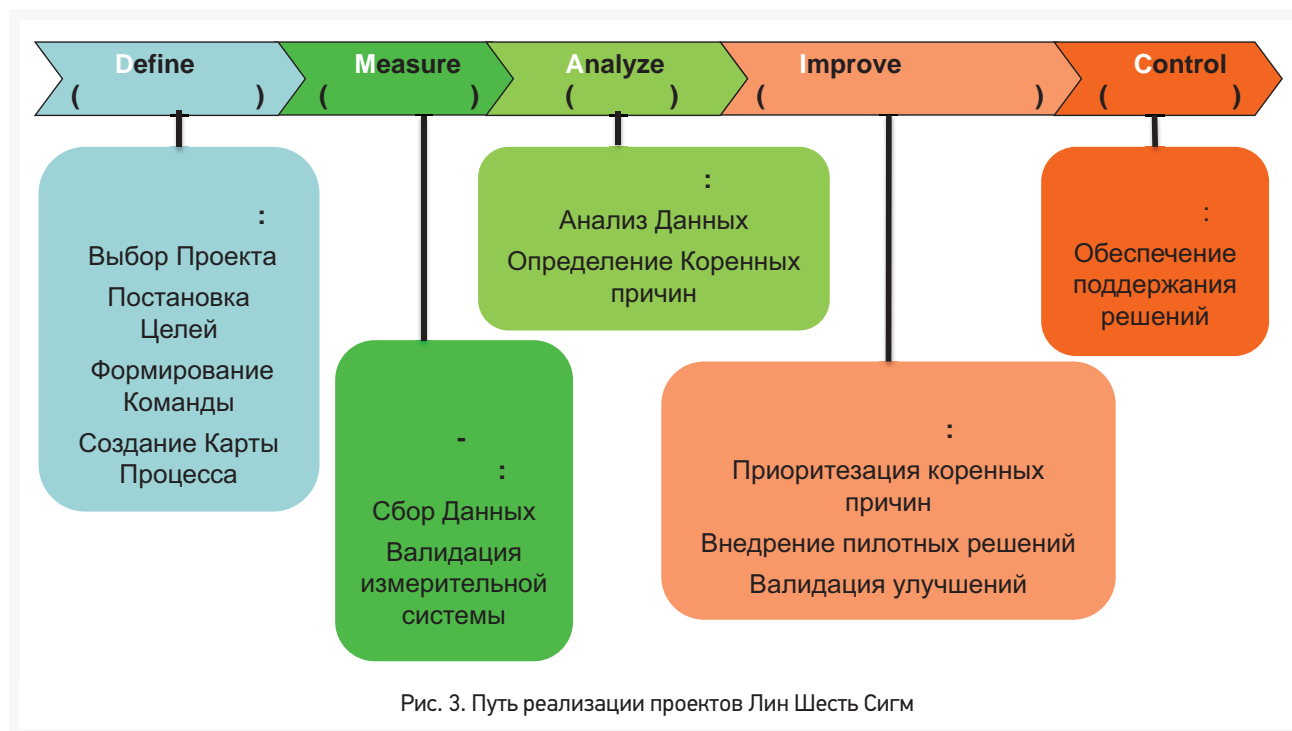 Define
( )
Measure
( )
Analyze
( )
Improve
( )
Control
( )
:
Выбор Проекта
Постановка
Целей
Формирование
Команды
Создание Карты
Процесса
-
:
Сбор Данных
Валидация
измерительной
системы
:
Анализ Данных
Определение Коренных
причин
:
Приоритезация коренных
причин
Внедрение пилотных решений
Валидация улучшений
:
Обеспечение
поддержания
решений
Рис. 3. Путь реализации проектов Лин Шесть Сигм